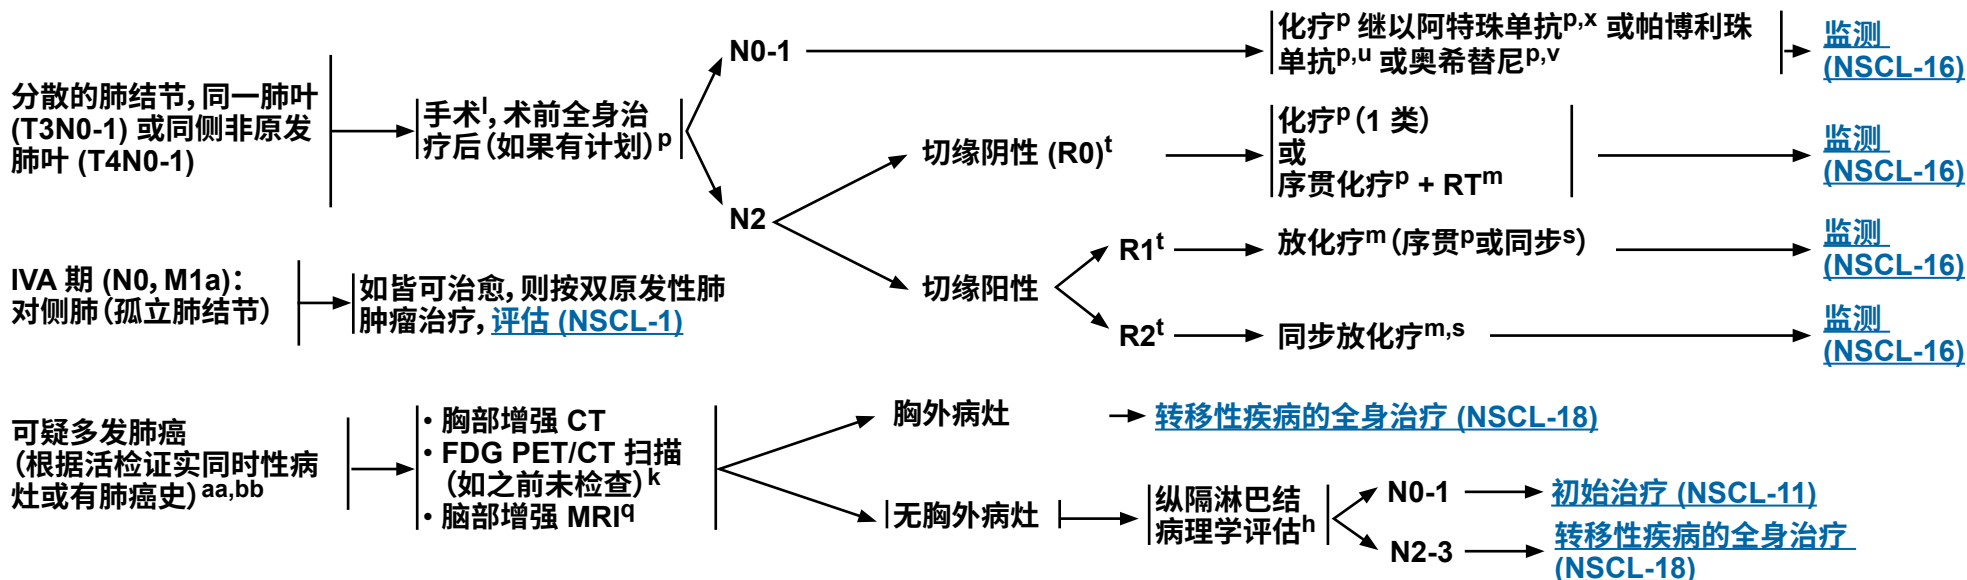 分散的肺结节，同一肺叶
(T3N0-1) 或同侧非原发
肺叶 (T4N0-1)
手术l，术前全身治
疗后（如果有计划）p
N0-1
化疗p 继以阿特珠单抗p,x 或帕博利珠
单抗p,u 或奥希替尼p,v
监测
(NSCL-16)
N2
切缘阴性 (R0)t
化疗p（1 类）
或
序贯化疗p + RTm
监测
(NSCL-16)
切缘阳性
R1t
放化疗m（序贯p或同步s）
监测
(NSCL-16)
R2t
同步放化疗m,s
监测
(NSCL-16)
IVA 期 (N0, M1a)：
对侧肺（孤立肺结节）
如皆可治愈，则按双原发性肺
肿瘤治疗，评估 (NSCL-1)
可疑多发肺癌
（根据活检证实同时性病
灶或有肺癌史）aa,bb
• 胸部增强 CT
• FDG PET/CT 扫描
（如之前未检查）k
• 脑部增强 MRIq
胸外病灶
转移性疾病的全身治疗 (NSCL-18)
无胸外病灶
纵隔淋巴结
病理学评估h
N0-1
初始治疗 (NSCL-11)
N2-3
转移性疾病的全身治疗
(NSCL-18)